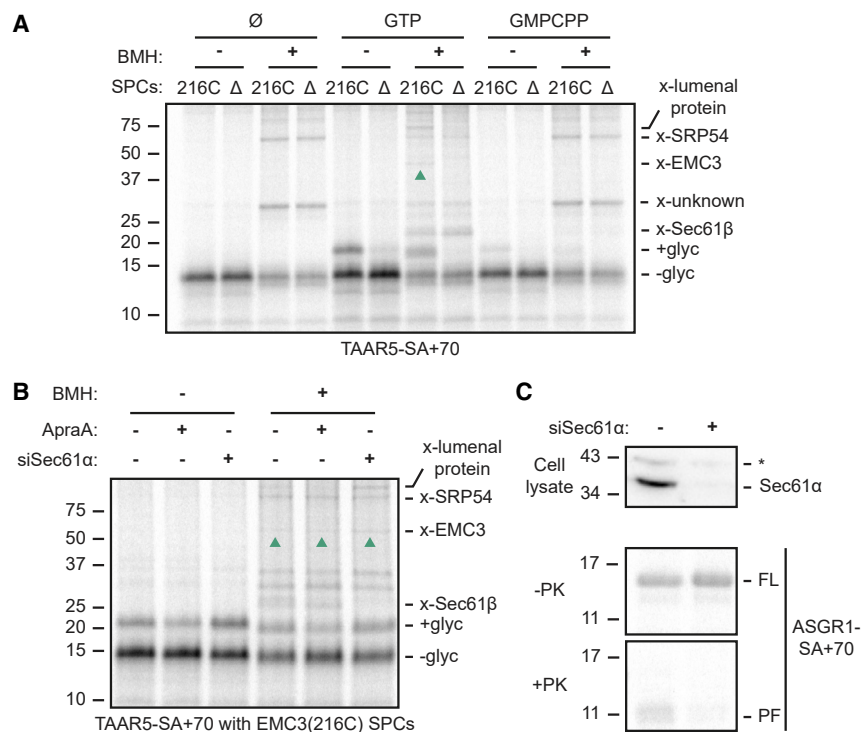 A
Ø GTP GMPCPP
BMH: - + - + - +
SPCs: 216C Δ 216C Δ 216C Δ 216C Δ 216C Δ 216C Δ
75
50
37
25
20
15
10
x-lumenal
protein
x-SRP54
x-EMC3
x-unknown
x-Sec61β
+glyc
-glyc
TAAR5-SA+70
B
BMH: - +
ApraA: - + - - + -
siSec61α: - - + - - +
75
50
37
25
20
15
10
x-lumenal
protein
x-SRP54
x-EMC3
x-Sec61β
+glyc
-glyc
TAAR5-SA+70 with EMC3(216C) SPCs
C
siSec61α: - +
Cell
lysate
43
34
*
Sec61α
-PK
17
11
FL
+PK
17
11
PF
ASGR1-
SA+70